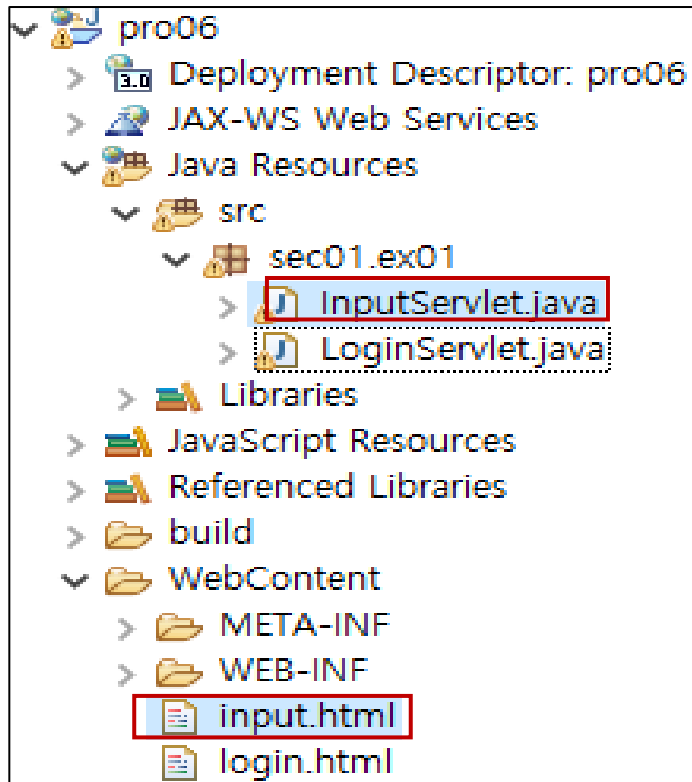 pro06
3.0 Deployment Descriptor: pro06
JAX-WS Web Services
Java Resources
src
sec01.ex01
J InputServlet.java
J LoginServlet.java
Libraries
JavaScript Resources
Referenced Libraries
build
WebContent
META-INF
WEB-INF
input.html
login.html